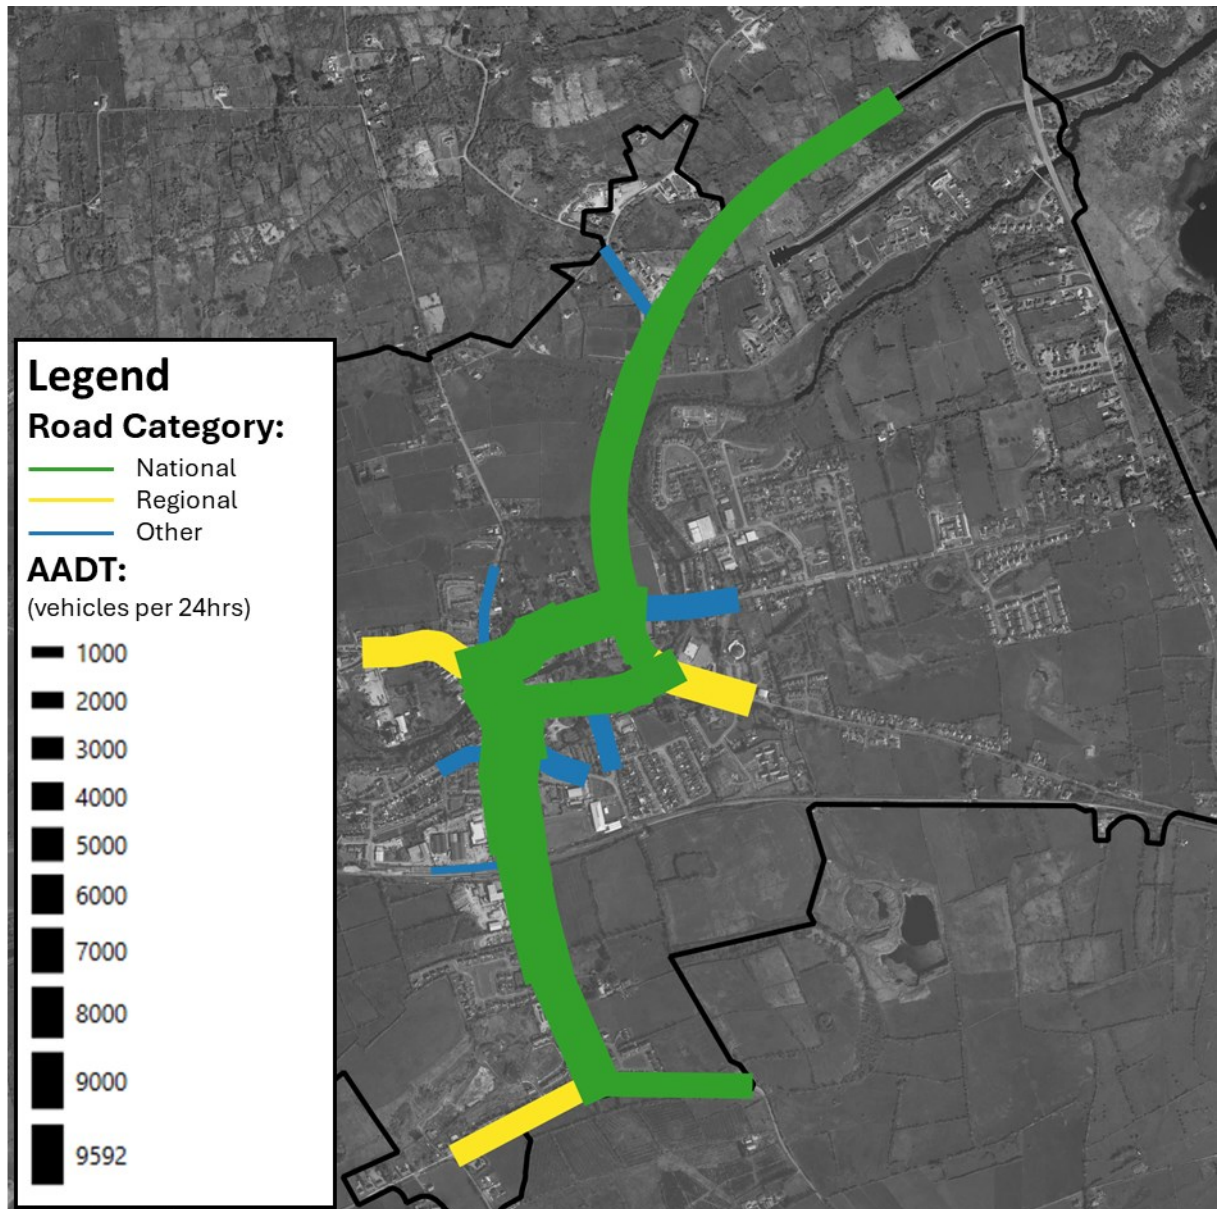 Legend
Road Category:
National
Regional
Other
AADT:
(vehicles per 24hrs)
1000
2000
3000
4000
5000
6000
7000
8000
9000
9592